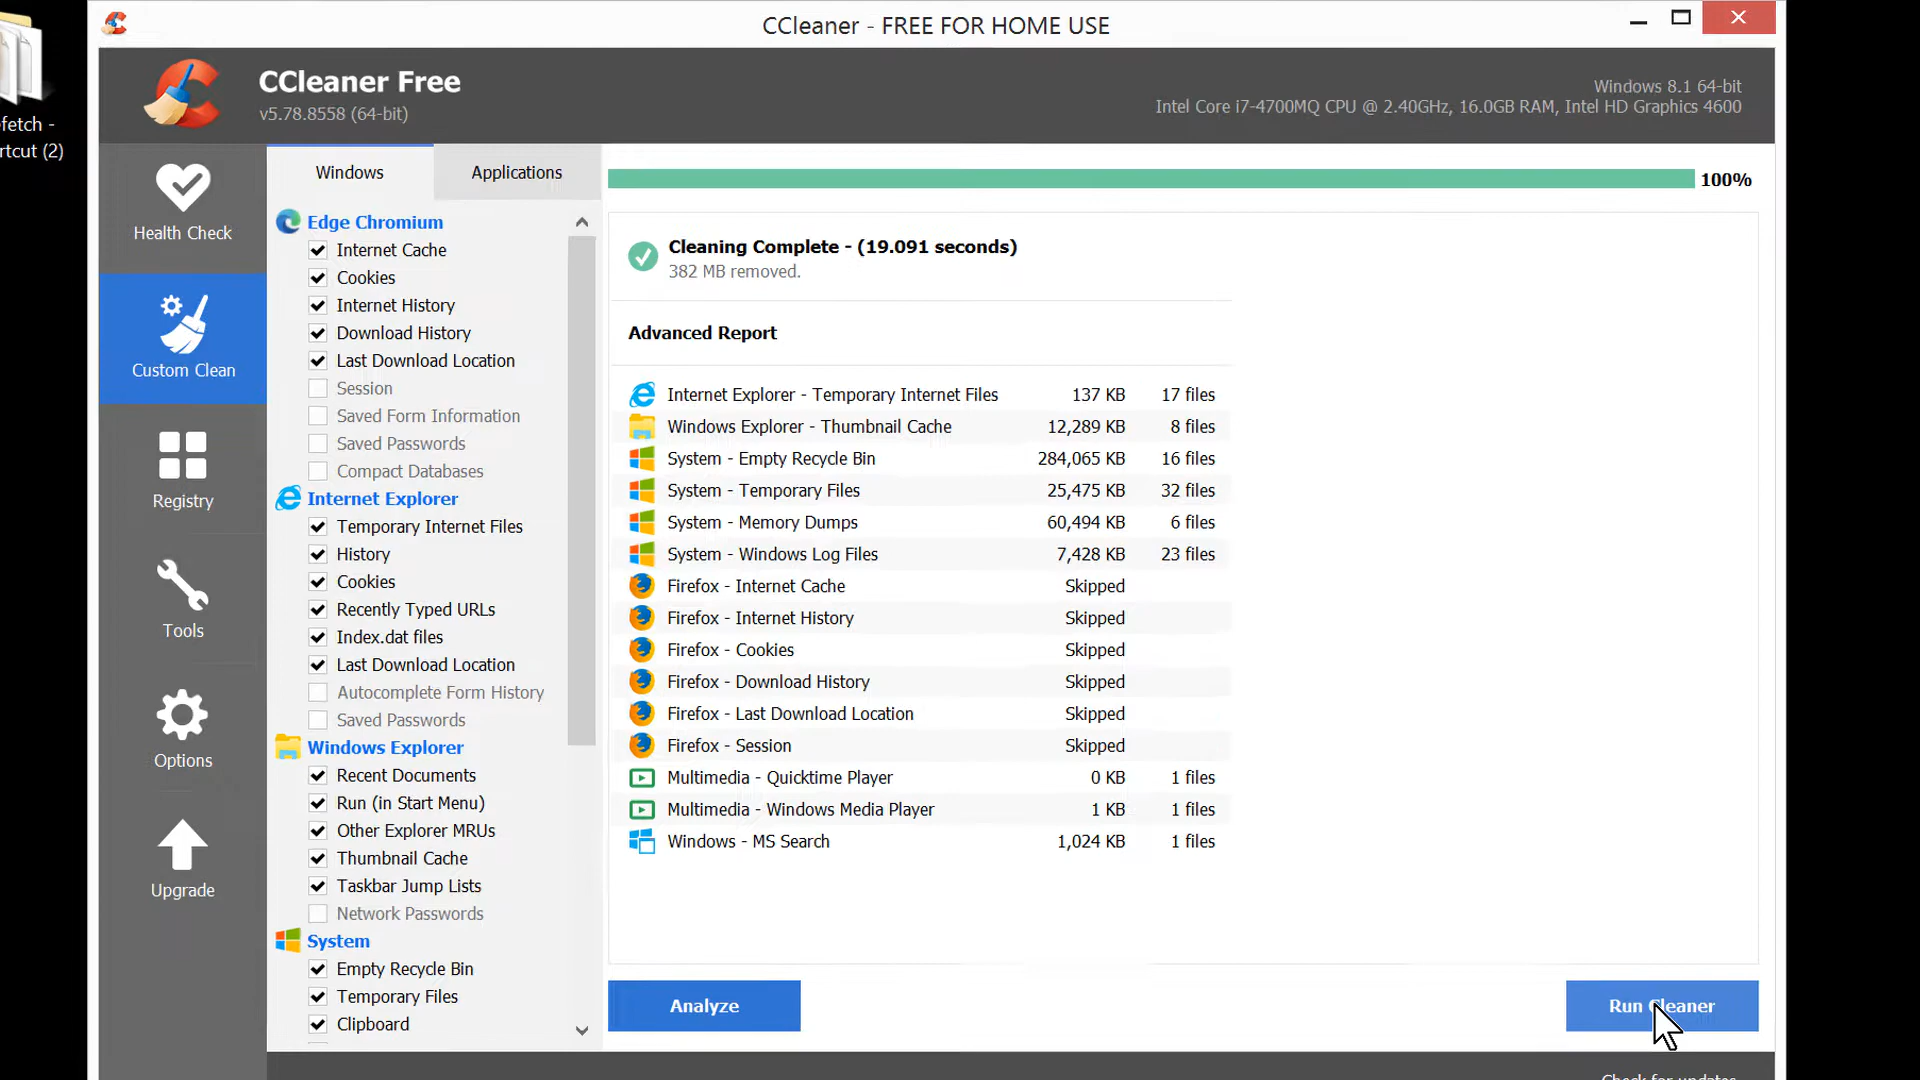 CCleaner - FREE FOR HOME USE
CCleaner Free
v5.78.8558 (64-bit)
Windows 8.1 64-bit
Intel Core i7-4700MQ CPU @ 2.40GHz, 16.0GB RAM, Intel HD Graphics 4600
fetch -
rtcut (2)
Health Check
Custom Clean
Registry
Tools
Options
Upgrade
Windows
Applications
Edge Chromium
Internet Cache
Cookies
Internet History
Download History
Last Download Location
Session
Saved Form Information
Saved Passwords
Compact Databases
Internet Explorer
Temporary Internet Files
History
Cookies
Recently Typed URLs
Index.dat files
Last Download Location
Autocomplete Form History
Saved Passwords
Windows Explorer
Recent Documents
Run (in Start Menu)
Other Explorer MRUs
Thumbnail Cache
Taskbar Jump Lists
Network Passwords
System
Empty Recycle Bin
Temporary Files
Clipboard
100%
Cleaning Complete - (19.091 seconds)
382 MB removed.
Advanced Report
Internet Explorer - Temporary Internet Files 137 KB 17 files
Windows Explorer - Thumbnail Cache 12,289 KB 8 files
System - Empty Recycle Bin 284,065 KB 16 files
System - Temporary Files 25,475 KB 32 files
System - Memory Dumps 60,494 KB 6 files
System - Windows Log Files 7,428 KB 23 files
Firefox - Internet Cache Skipped
Firefox - Internet History Skipped
Firefox - Cookies Skipped
Firefox - Download History Skipped
Firefox - Last Download Location Skipped
Firefox - Session Skipped
Multimedia - Quicktime Player 0 KB 1 files
Multimedia - Windows Media Player 1 KB 1 files
Windows - MS Search 1,024 KB 1 files
Analyze
Run Cleaner
Check for updates